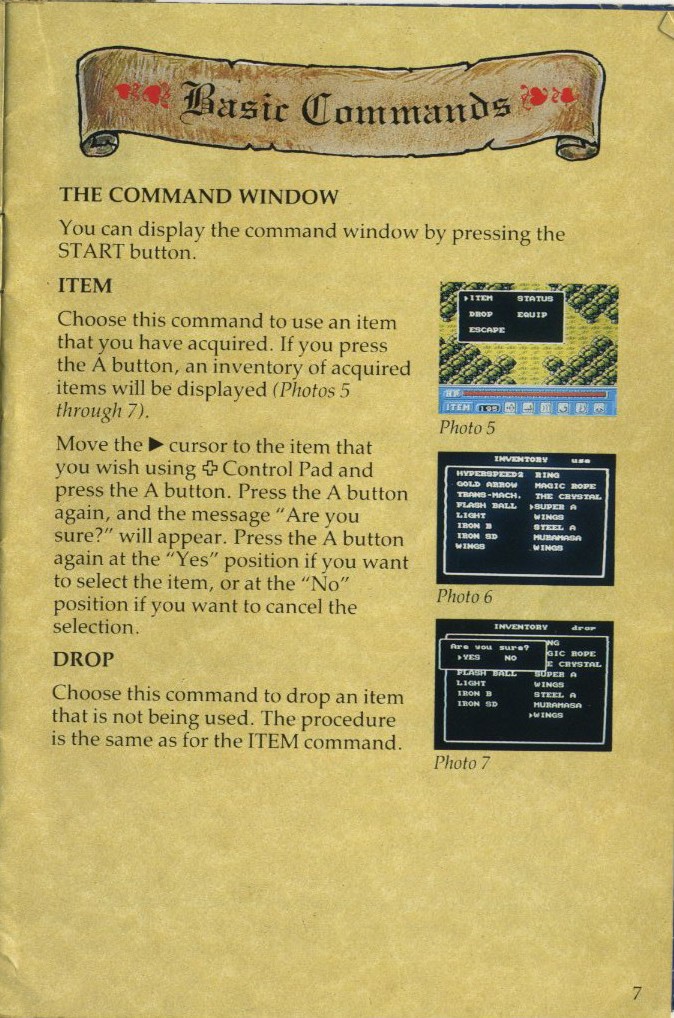 Basic Commands
THE COMMAND WINDOW
You can display the command window by pressing the
START button.
ITEM
Choose this command to use an item
that you have acquired. If you press
the A button, an inventory of acquired
items will be displayed (Photos 5
through 7).
Move the ▶ cursor to the item that
you wish using Control Pad and
press the A button. Press the A button
again, and the message “Are you
sure?” will appear. Press the A button
again at the “Yes” position if you want
to select the item, or at the “No”
position if you want to cancel the
selection.
DROP
Choose this command to drop an item
that is not being used. The procedure
is the same as for the ITEM command.
ITEM STATUS
DROP EQUIP
ESCAPE
HP
ITEM
Photo 5
INVENTORY use
HYPERSPEED2 RING
GOLD ARROW MAGIC ROPE
TRANS-MACH. THE CRYSTAL
FLASH BALL SUPER A
LIGHT WINGS
IRON B STEEL A
IRON SD MURAMASA
WINGS WINGS
Photo 6
INVENTORY drop
Are you sure? NG
YES NO GIC ROPE
E CRYSTAL
FLASH BALL SUPER A
LIGHT WINGS
IRON B STEEL A
IRON SD MURAMASA
WINGS
Photo 7
7